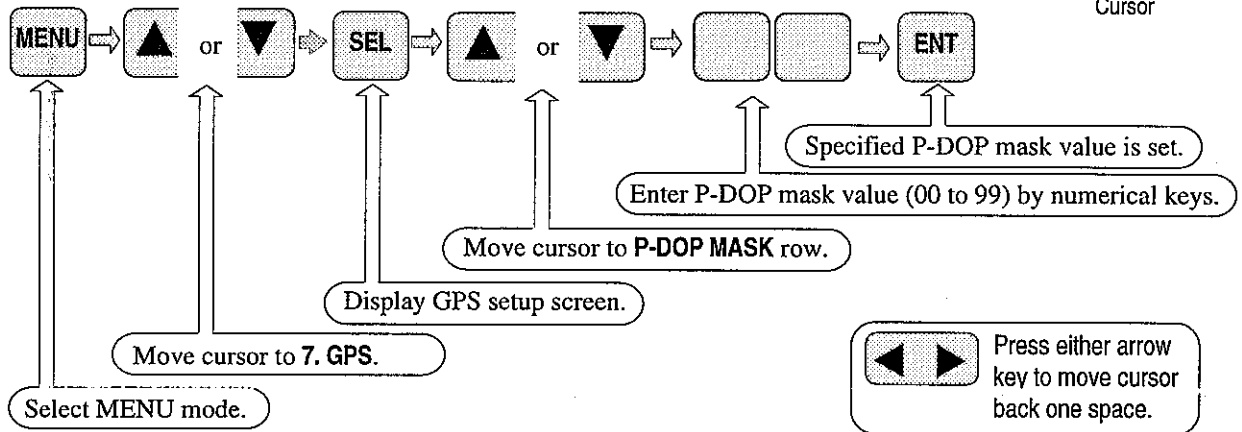 Cursor
MENU or SEL or ENT
Specified P-DOP mask value is set.
Enter P-DOP mask value (00 to 99) by numerical keys.
Move cursor to P-DOP MASK row.
Display GPS setup screen.
Move cursor to 7. GPS.
Select MENU mode.
Press either arrow
key to move cursor
back one space.